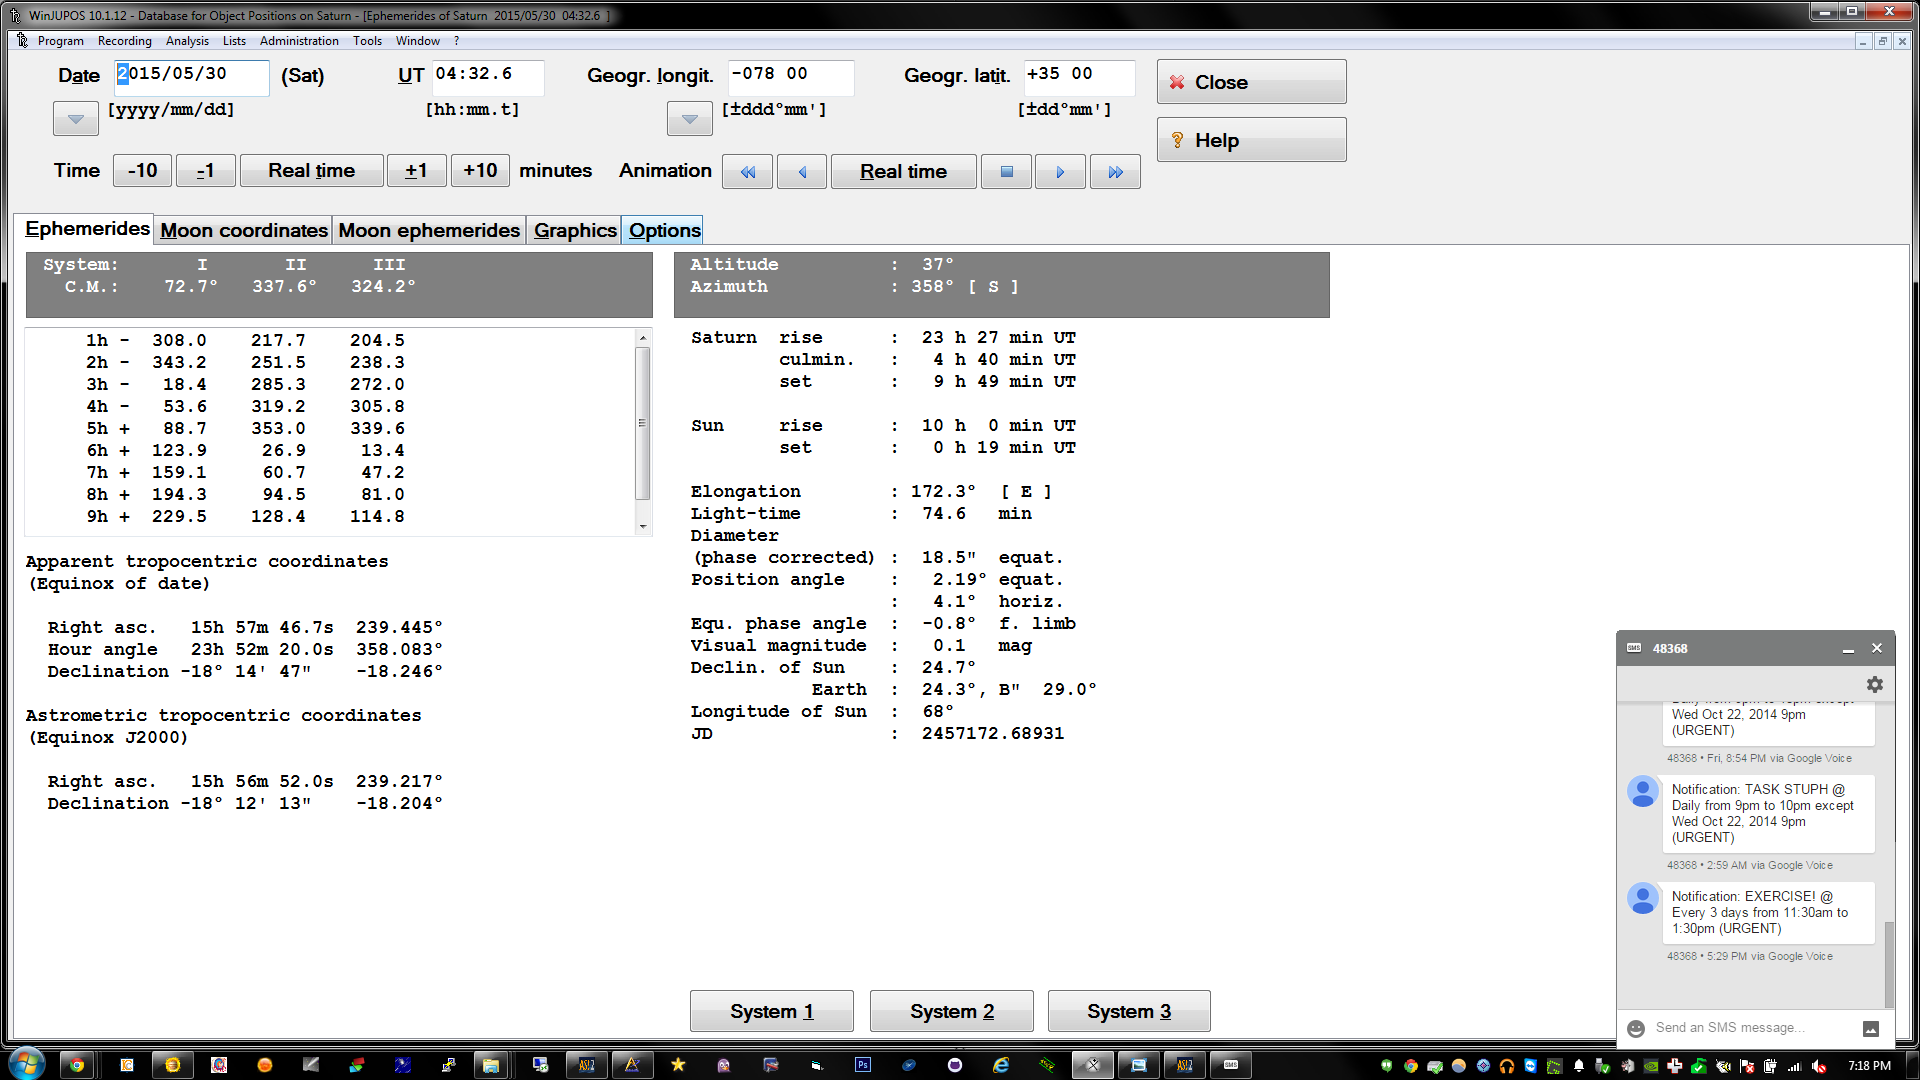 WinJUPOS 10.1.12 - Database for Object Positions on Saturn - [Ephemerides of Saturn  2015/05/30  04:32.6  ]
Program Recording Analysis Lists Administration Tools Window ?
Date 2015/05/30 (Sat) UT 04:32.6 Geogr. longit. -078 00 Geogr. latit. +35 00 Close
[yyyy/mm/dd] [hh:mm.t] [±ddd°mm'] [±dd°mm']
Help
Time -10 -1 Real time +1 +10 minutes Animation Real time
Ephemerides Moon coordinates Moon ephemerides Graphics Options
System: I II III
C.M.: 72.7° 337.6° 324.2°
1h - 308.0 217.7 204.5
2h - 343.2 251.5 238.3
3h - 18.4 285.3 272.0
4h - 53.6 319.2 305.8
5h + 88.7 353.0 339.6
6h + 123.9 26.9 13.4
7h + 159.1 60.7 47.2
8h + 194.3 94.5 81.0
9h + 229.5 128.4 114.8
Apparent tropocentric coordinates
(Equinox of date)
Right asc. 15h 57m 46.7s 239.445°
Hour angle 23h 52m 20.0s 358.083°
Declination -18° 14' 47" -18.246°
Astrometric tropocentric coordinates
(Equinox J2000)
Right asc. 15h 56m 52.0s 239.217°
Declination -18° 12' 13" -18.204°
Altitude : 37°
Azimuth : 358° [ S ]
Saturn rise : 23 h 27 min UT
culmin. : 4 h 40 min UT
set : 9 h 49 min UT
Sun rise : 10 h 0 min UT
set : 0 h 19 min UT
Elongation : 172.3° [ E ]
Light-time : 74.6 min
Diameter
(phase corrected) : 18.5" equat.
Position angle : 2.19° equat.
: 4.1° horiz.
Equ. phase angle : -0.8° f. limb
Visual magnitude : 0.1 mag
Declin. of Sun : 24.7°
Earth : 24.3°, B" 29.0°
Longitude of Sun : 68°
JD : 2457172.68931
System 1 System 2 System 3
SMS 48368
Wed Oct 22, 2014 9pm
(URGENT)
48368 • Fri, 8:54 PM via Google Voice
Notification: TASK STUPH @
Daily from 9pm to 10pm except
Wed Oct 22, 2014 9pm
(URGENT)
48368 • 2:59 AM via Google Voice
Notification: EXERCISE! @
Every 3 days from 11:30am to
1:30pm (URGENT)
48368 • 5:29 PM via Google Voice
Send an SMS message...
7:18 PM